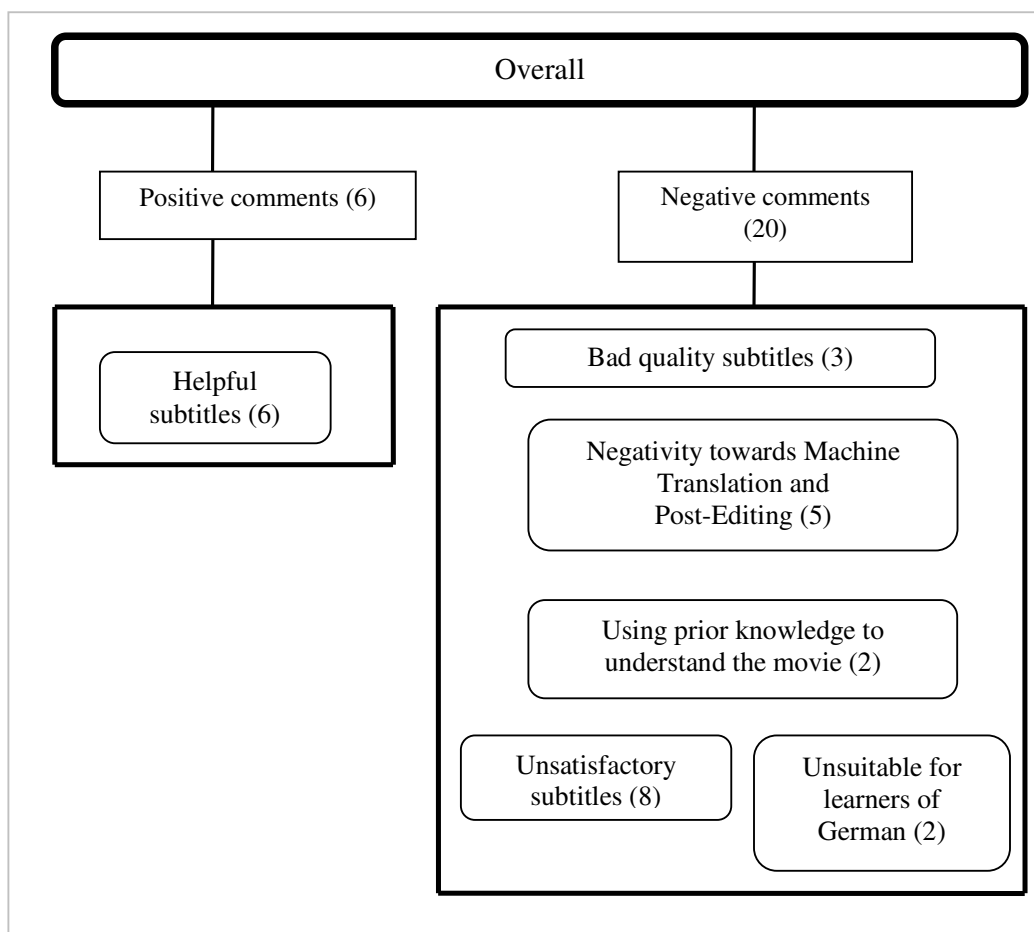 Overall
Positive comments (6)
Negative comments
(20)
Helpful
subtitles (6)
Bad quality subtitles (3)
Negativity towards Machine
Translation and
Post-Editing (5)
Using prior knowledge to
understand the movie (2)
Unsatisfactory
subtitles (8)
Unsuitable for
learners of
German (2)